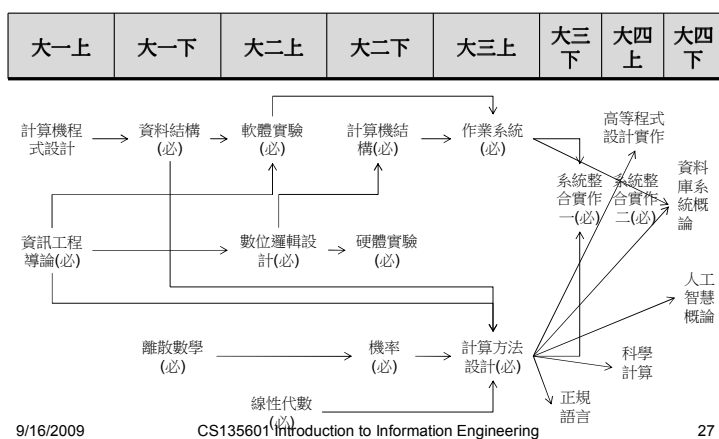 大一上
大一下
大二上
大二下
大三上
大三
下
大四
上
大四
下
計算機程
式設計
資料結構
(必)
軟體實驗
(必)
計算機結
構(必)
作業系統
(必)
高等程式
設計實作
系統整
合實作
一(必)
系統整
合實作
二(必)
資料
庫系
統概
論
資訊工程
導論(必)
數位邏輯設
計(必)
硬體實驗
(必)
人工
智慧
概論
離散數學
(必)
機率
(必)
計算方法
設計(必)
科學
計算
正規
語言
線性代數
(必)
9/16/2009
CS135601 Introduction to Information Engineering
27